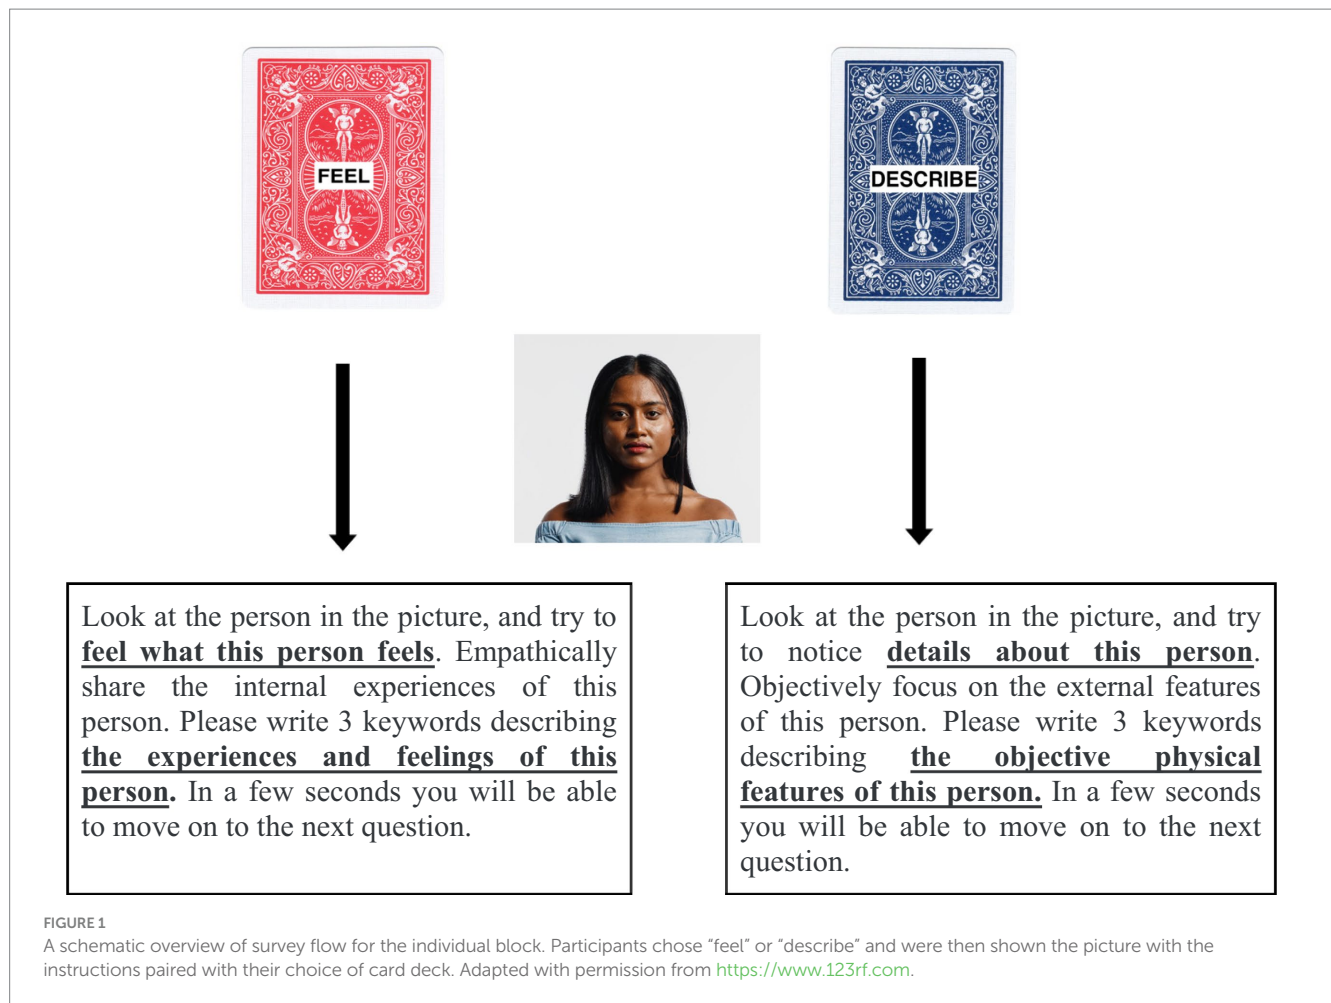 FEEL
DESCRIBE
Look at the person in the picture, and try to
feel what this person feels. Empathically
share the internal experiences of this
person. Please write 3 keywords describing
the experiences and feelings of this
person. In a few seconds you will be able
to move on to the next question.
Look at the person in the picture, and try
to notice details about this person.
Objectively focus on the external features
of this person. Please write 3 keywords
describing the objective physical
features of this person. In a few seconds
you will be able to move on to the next
question.
FIGURE 1
A schematic overview of survey flow for the individual block. Participants chose “feel” or “describe” and were then shown the picture with the
instructions paired with their choice of card deck. Adapted with permission from https://www.123rf.com.